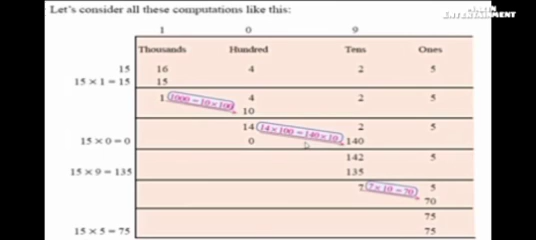 Let's consider all these computations like this:
ENTERTAINMENT
1 0 9
Thousands Hundred Tens Ones
15 16 4 2 5
15 × 1 = 15 15
1 1000 = 10 × 100 4 2 5
10
14 14 × 100 = 140 × 10 2 5
15 × 0 = 0 0 140
142 5
15 × 9 = 135 135
7 7 × 10 = 70 5
70
75
15 × 5 = 75 75